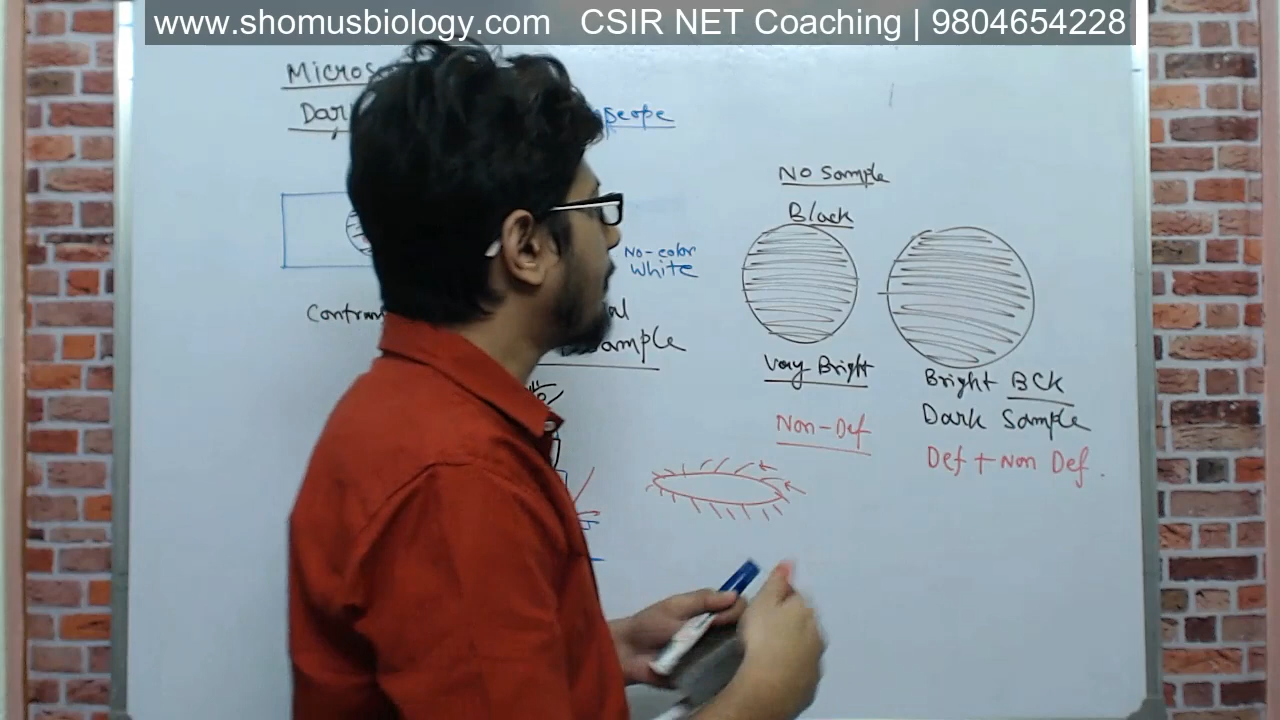 www.shomusbiology.com CSIR NET Coaching | 9804654228
No Sample
Black
No-color
White
Sample
Very Bright
Bright BCK
Dark Sample
Non-Def
Def + Non Def.